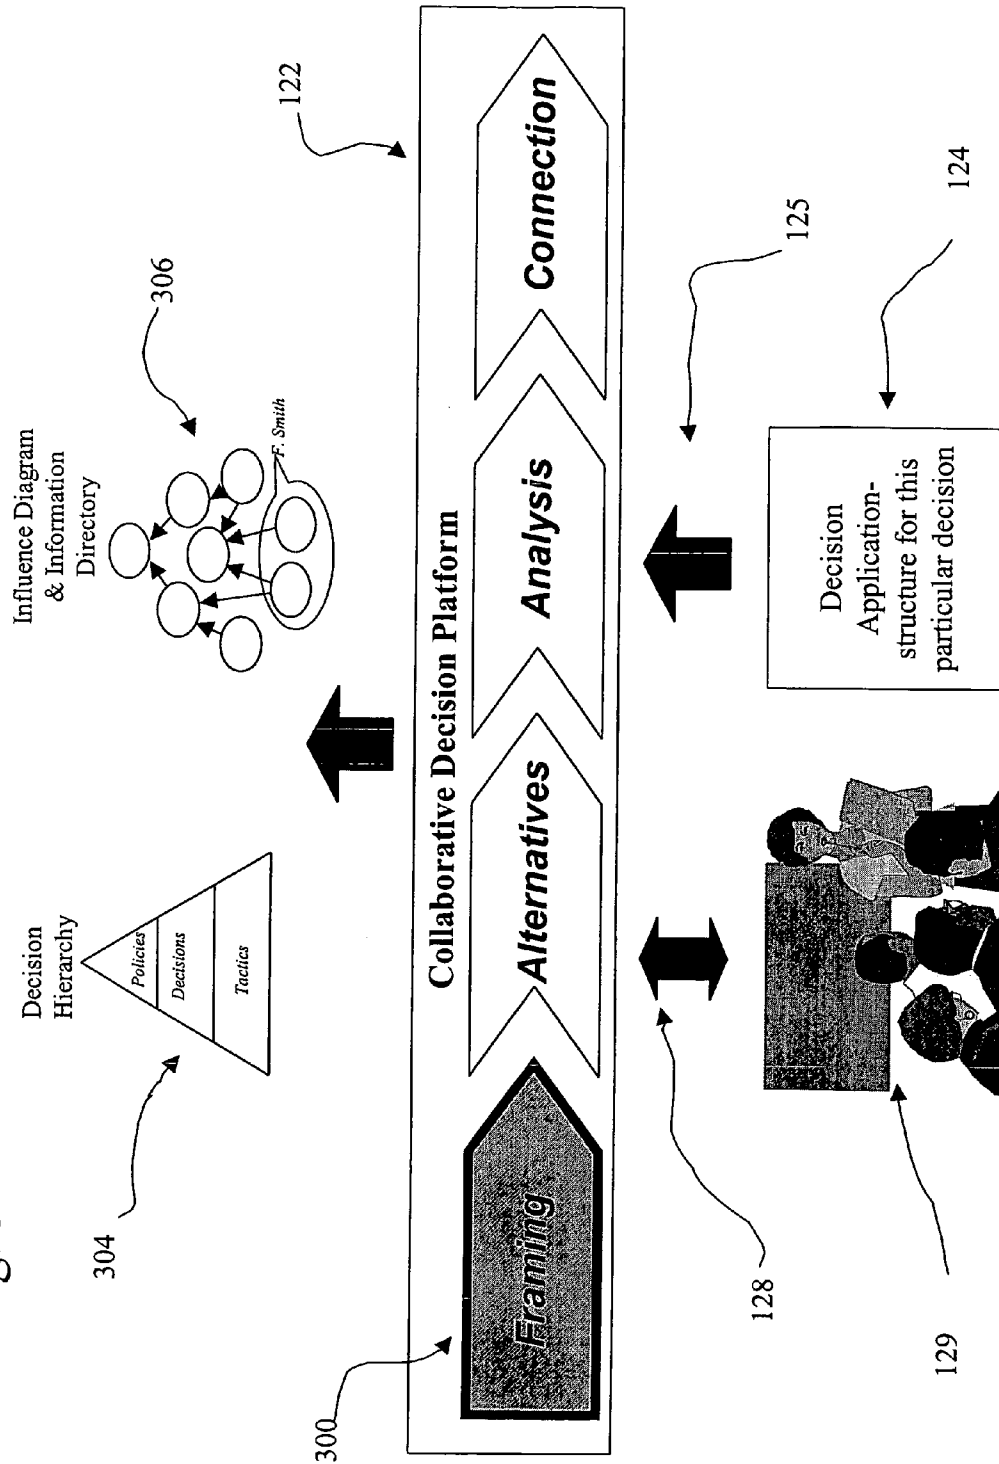 Decision
Hierarchy
Policies
Decisions
Tactics
304
Influence Diagram
& Information
Directory
F. Smith
306
122
Collaborative Decision Platform
Framing
Alternatives
Analysis
Connection
300
128
129
125
124
Decision
Application-
structure for this
particular decision